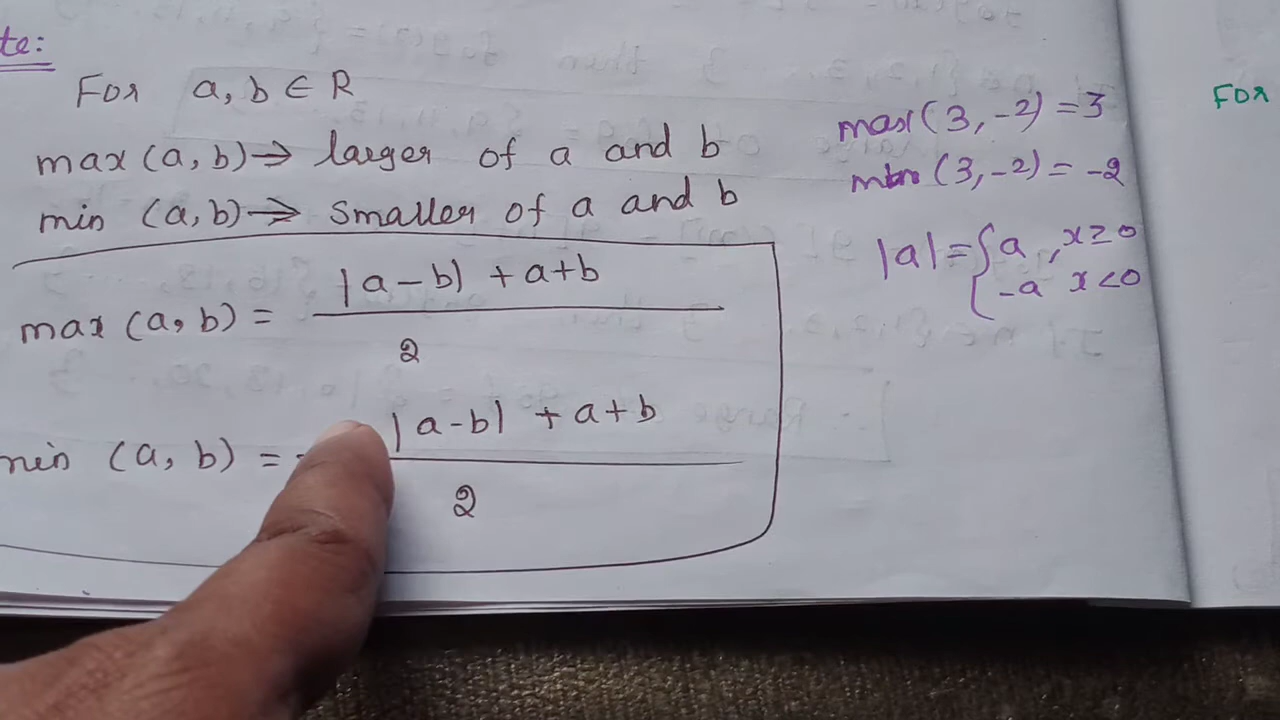 te:
For a, b ∈ R
max (a, b) → larger of a and b
min (a, b) → smaller of a and b
max (a, b) = |a - b| + a + b
2
min (a, b) = |a - b| + a + b
2
max (3, -2) = 3
min (3, -2) = -2
|a| = { a , x ≥ 0
-a x < 0
For